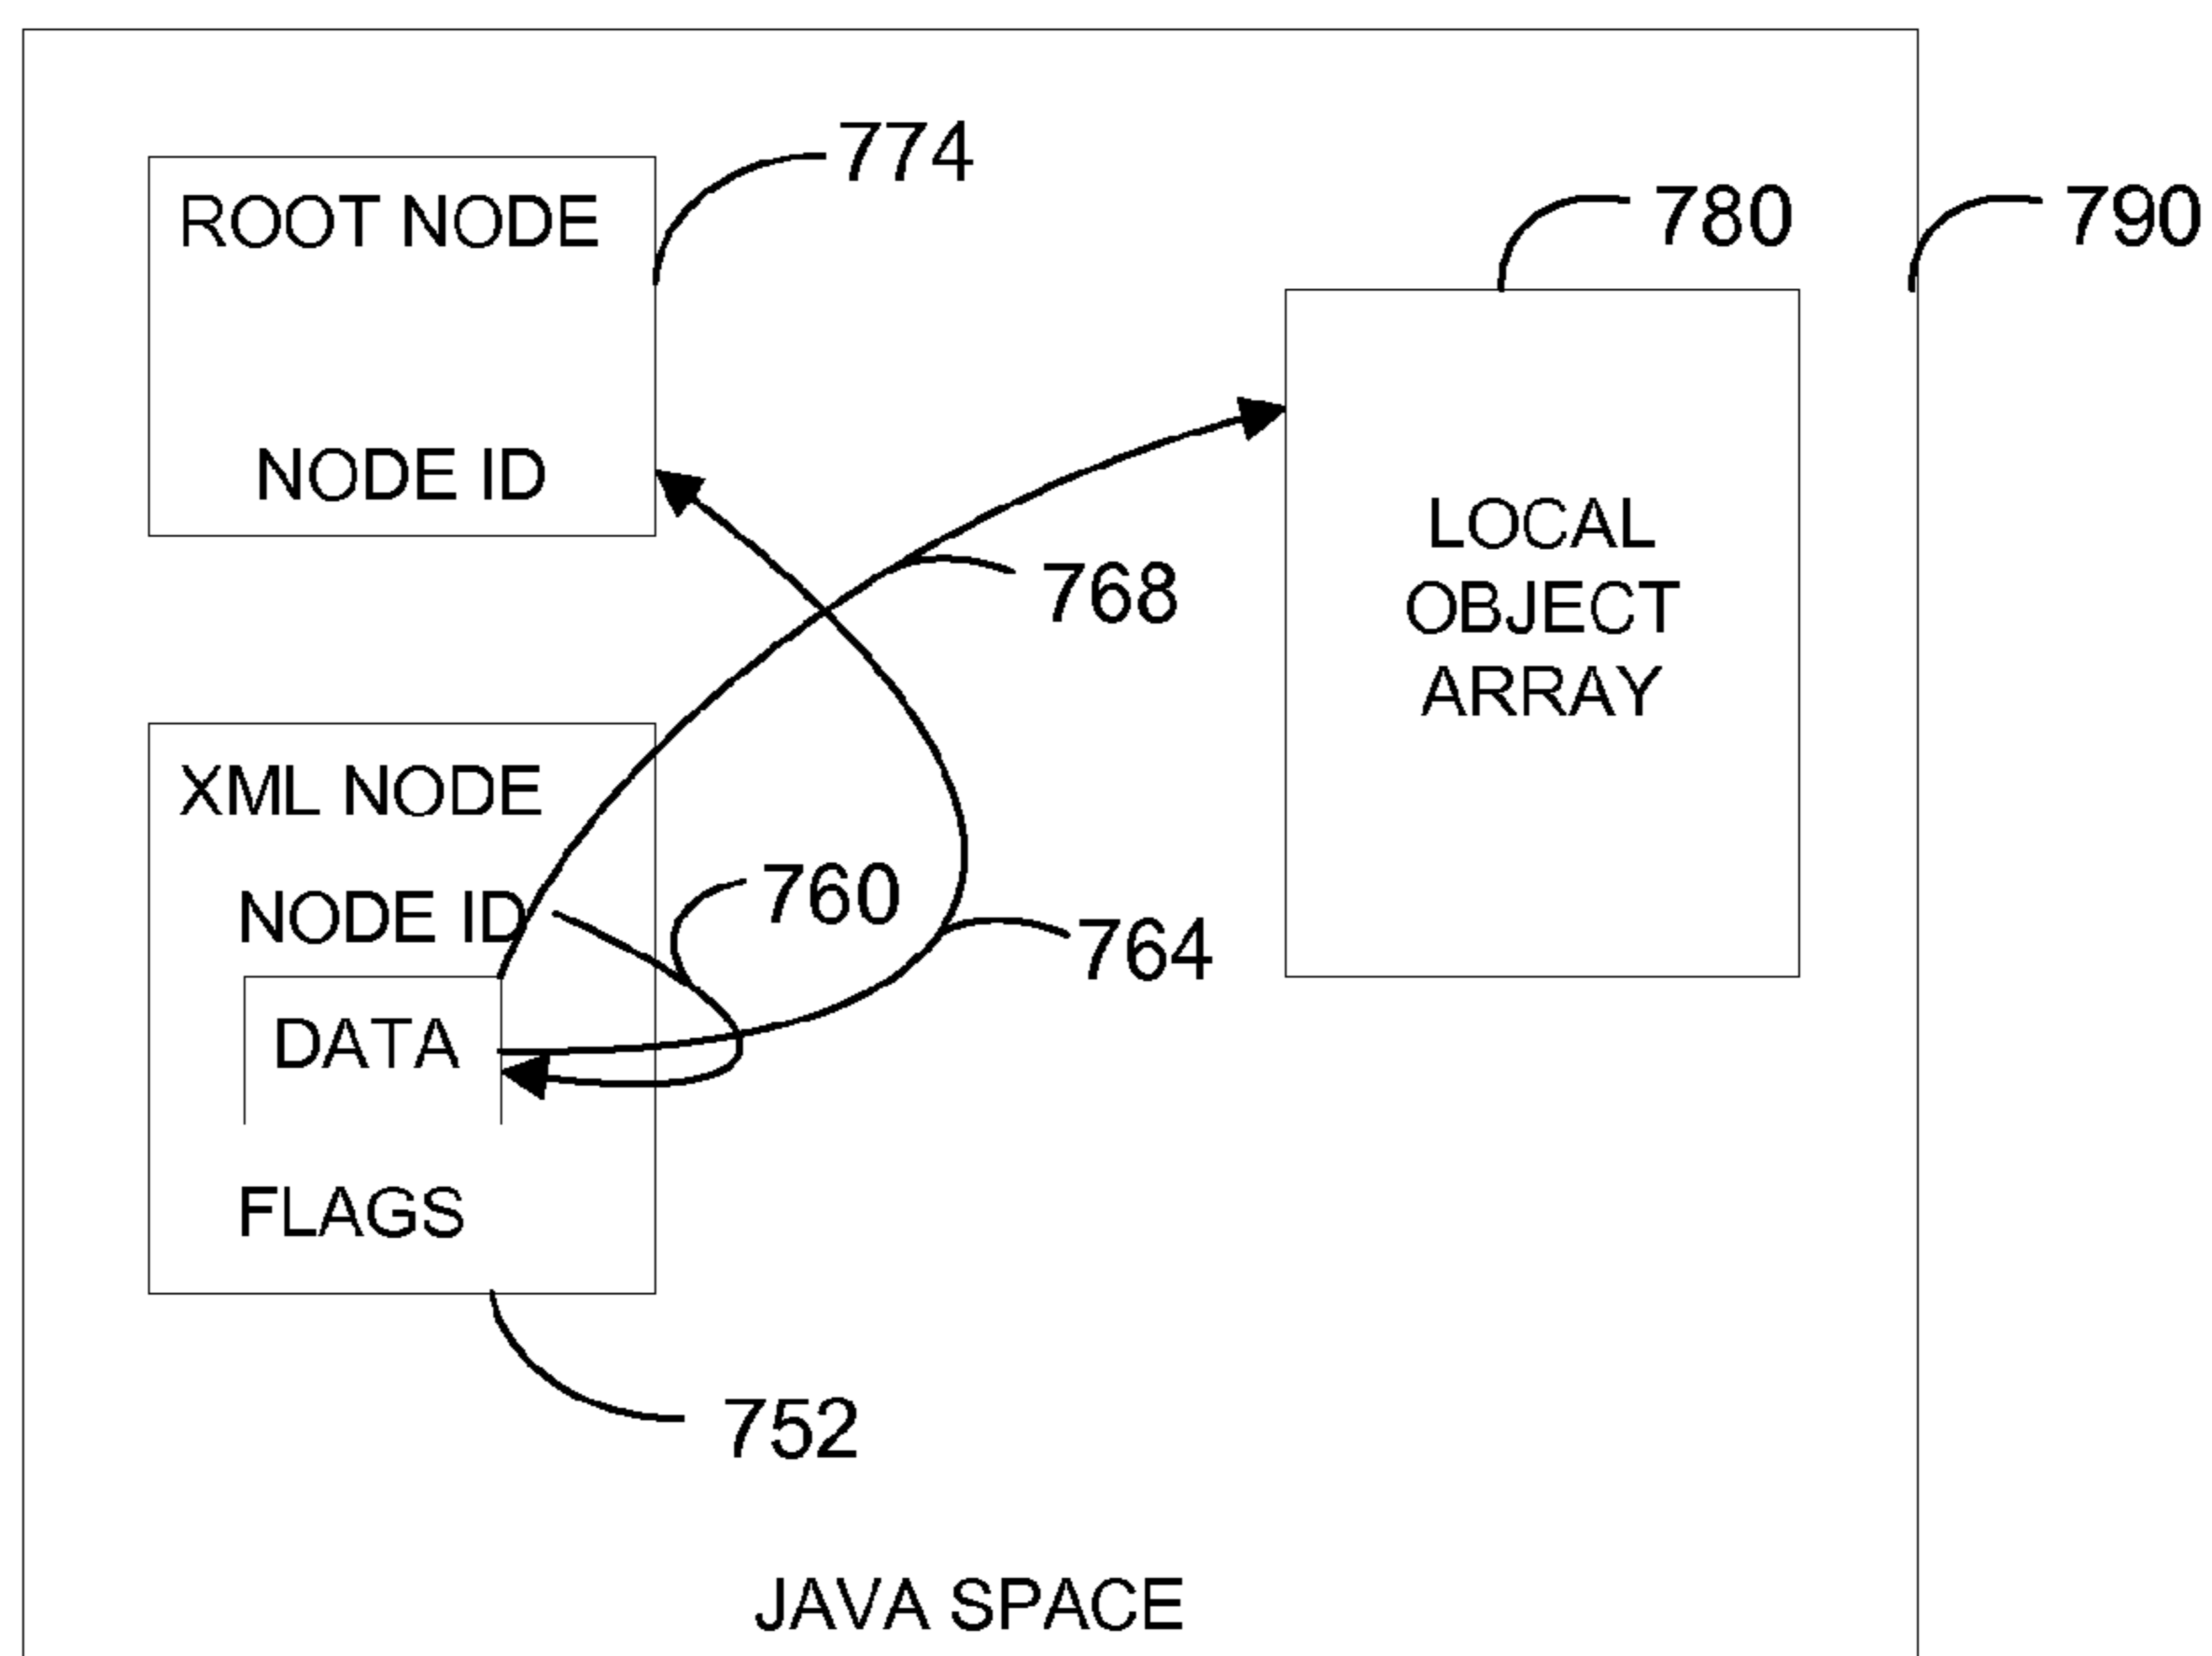 774
780
790
ROOT NODE
NODE ID
768
LOCAL
OBJECT
ARRAY
XML NODE
NODE ID
760
764
DATA
FLAGS
752
JAVA SPACE